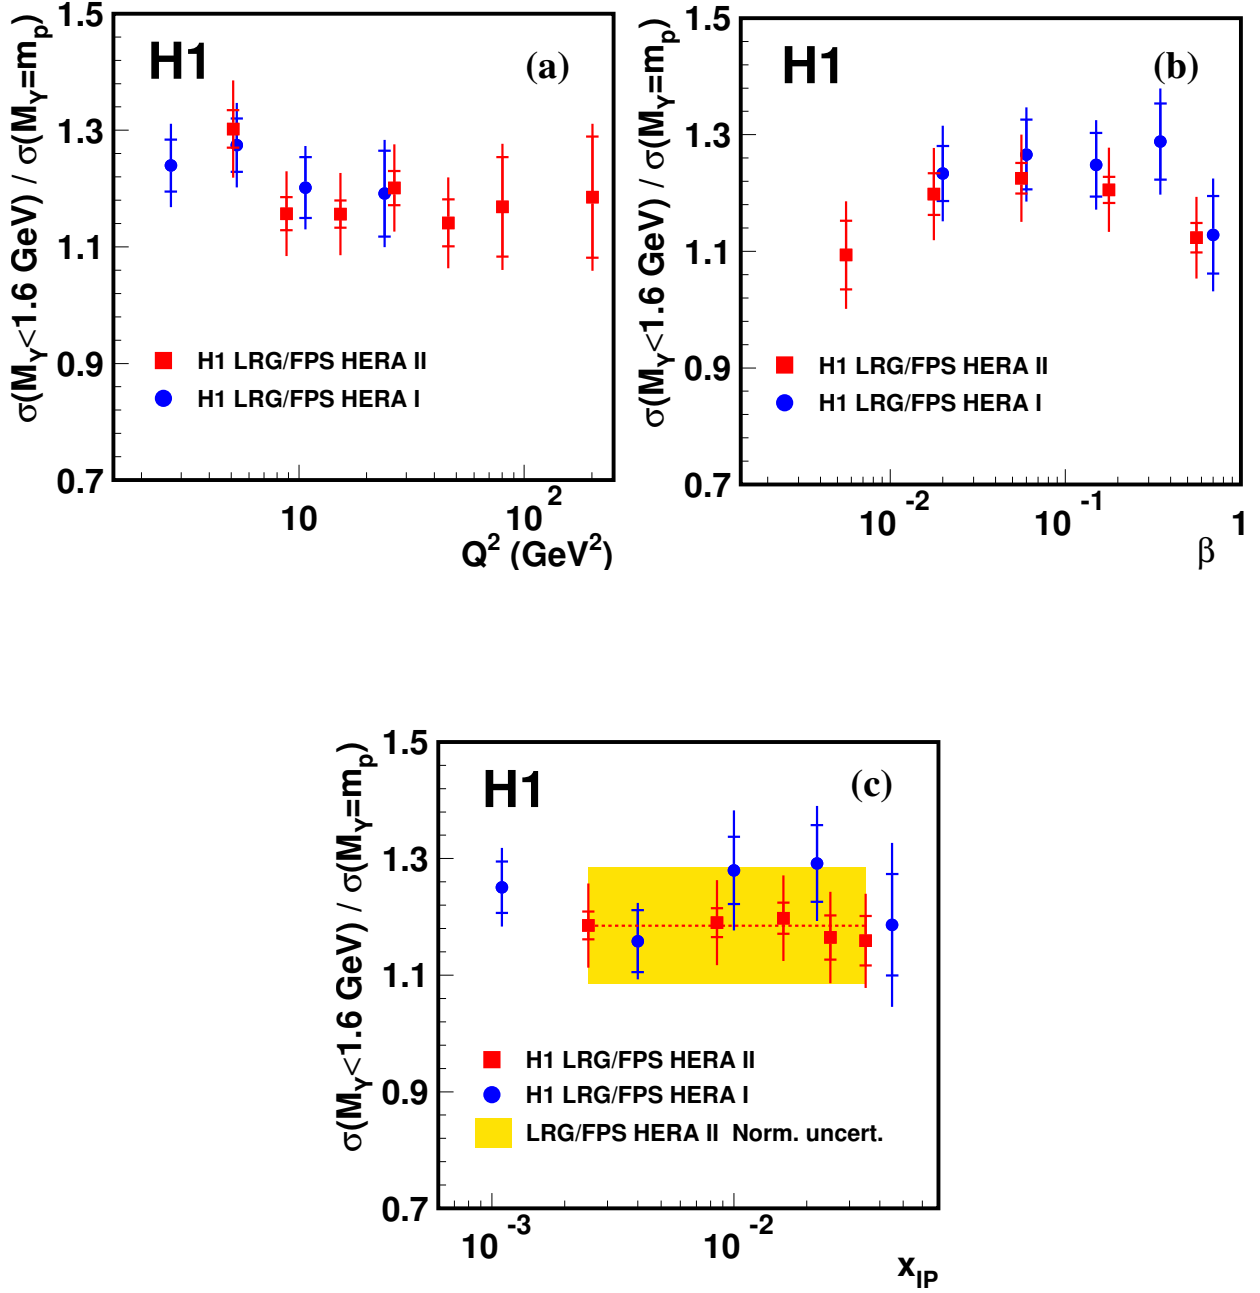 H1 (a)
σ(M_Y<1.6 GeV) / σ(M_Y=m_p)
1.5
1.3
1.1
0.9
0.7
H1 LRG/FPS HERA II
H1 LRG/FPS HERA I
10 10^2
Q^2 (GeV^2)
H1 (b)
σ(M_Y<1.6 GeV) / σ(M_Y=m_p)
1.5
1.3
1.1
0.9
0.7
H1 LRG/FPS HERA II
H1 LRG/FPS HERA I
10^-2 10^-1 1
β
H1 (c)
σ(M_Y<1.6 GeV) / σ(M_Y=m_p)
1.5
1.3
1.1
0.9
0.7
H1 LRG/FPS HERA II
H1 LRG/FPS HERA I
LRG/FPS HERA II Norm. uncert.
10^-3 10^-2
x_IP